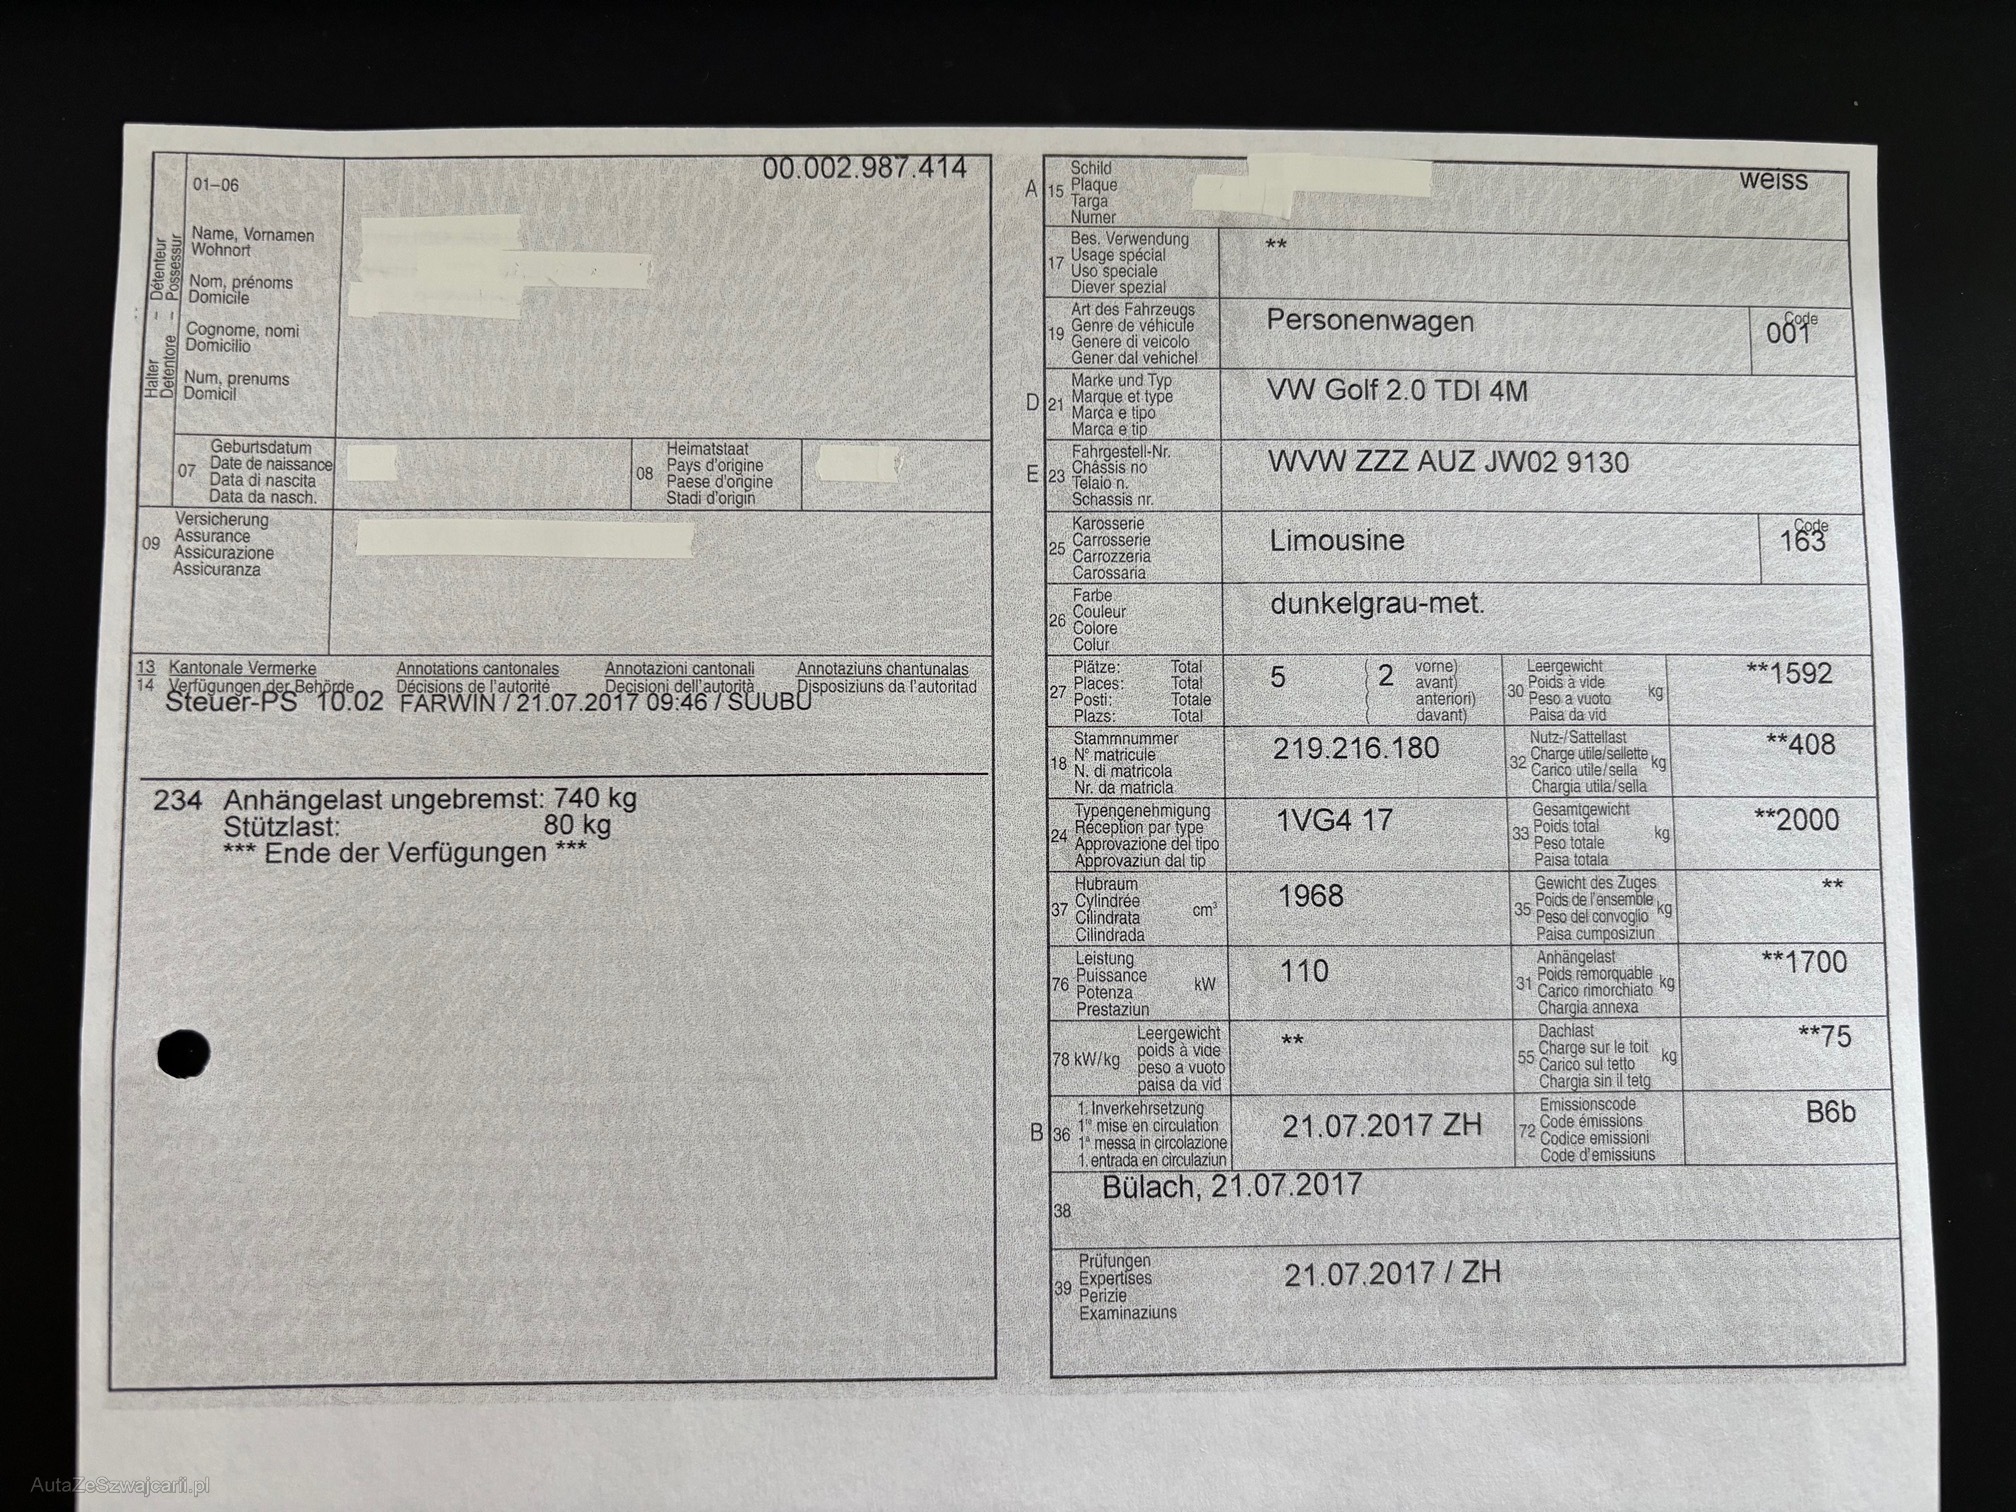 00.002.987.414
01–06
Name, Vornamen
Wohnort
Nom, prénoms
Domicile
Cognome, nomi
Domicilio
Num, prenums
Domicil
Halter – Détenteur
Detentore – Possessur
07
Geburtsdatum
Date de naissance
Data di nascita
Data da nasch.
08
Heimatstaat
Pays d'origine
Paese d'origine
Stadi d'origin
09
Versicherung
Assurance
Assicurazione
Assicuranza
13 Kantonale Vermerke Annotations cantonales Annotazioni cantonali Annotaziuns chantunalas
14 Verfügungen der Behörde Décisions de l'autorité Decisioni dell'autorità Disposiziuns da l'autoritad
Steuer-PS 10.02 FARWIN / 21.07.2017 09:46 / SUUBU
234 Anhängelast ungebremst: 740 kg
Stützlast: 80 kg
*** Ende der Verfügungen ***
A 15
Schild
Plaque
Targa
Numer
weiss
17
Bes. Verwendung
Usage spécial
Uso speciale
Diever spezial
**
19
Art des Fahrzeugs
Genre de véhicule
Genere di veicolo
Gener dal vehichel
Personenwagen
Code
001
D 21
Marke und Typ
Marque et type
Marca e tipo
Marca e tip
VW Golf 2.0 TDI 4M
E 23
Fahrgestell-Nr.
Châssis no
Telaio n.
Schassis nr.
WVW ZZZ AUZ JW02 9130
25
Karosserie
Carrosserie
Carrozzeria
Carossaria
Limousine
Code
163
26
Farbe
Couleur
Colore
Colur
dunkelgrau-met.
27
Plätze: Total
Places: Total
Posti: Totale
Plazs: Total
5
( 2 vorne)
( avant)
( anteriori)
( davant)
30
Leergewicht
Poids à vide
Peso a vuoto
Paisa da vid
kg
**1592
18
Stammnummer
N° matricule
N. di matricola
Nr. da matricla
219.216.180
32
Nutz-/Sattellast
Charge utile/sellette
Carico utile/sella
Chargia utila/sella
kg
**408
24
Typengenehmigung
Réception par type
Approvazione del tipo
Approvaziun dal tip
1VG4 17
33
Gesamtgewicht
Poids total
Peso totale
Paisa totala
kg
**2000
37
Hubraum
Cylindrée
Cilindrata
Cilindrada
cm³
1968
35
Gewicht des Zuges
Poids de l'ensemble
Peso del convoglio
Paisa cumposiziun
kg
**
76
Leistung
Puissance
Potenza
Prestaziun
kW
110
31
Anhängelast
Poids remorquable
Carico rimorchiato
Chargia annexa
kg
**1700
78 kW/kg
Leergewicht
poids à vide
peso a vuoto
paisa da vid
**
55
Dachlast
Charge sur le toit
Carico sul tetto
Chargia sin il tetg
kg
**75
B 36
1. Inverkehrsetzung
1re mise en circulation
1a messa in circolazione
1. entrada en circulaziun
21.07.2017 ZH
72
Emissionscode
Code émissions
Codice emissioni
Code d'emissiuns
B6b
38
Bülach, 21.07.2017
39
Prüfungen
Expertises
Perizie
Examinaziuns
21.07.2017 / ZH
AutaZeSzwajcarii.pl